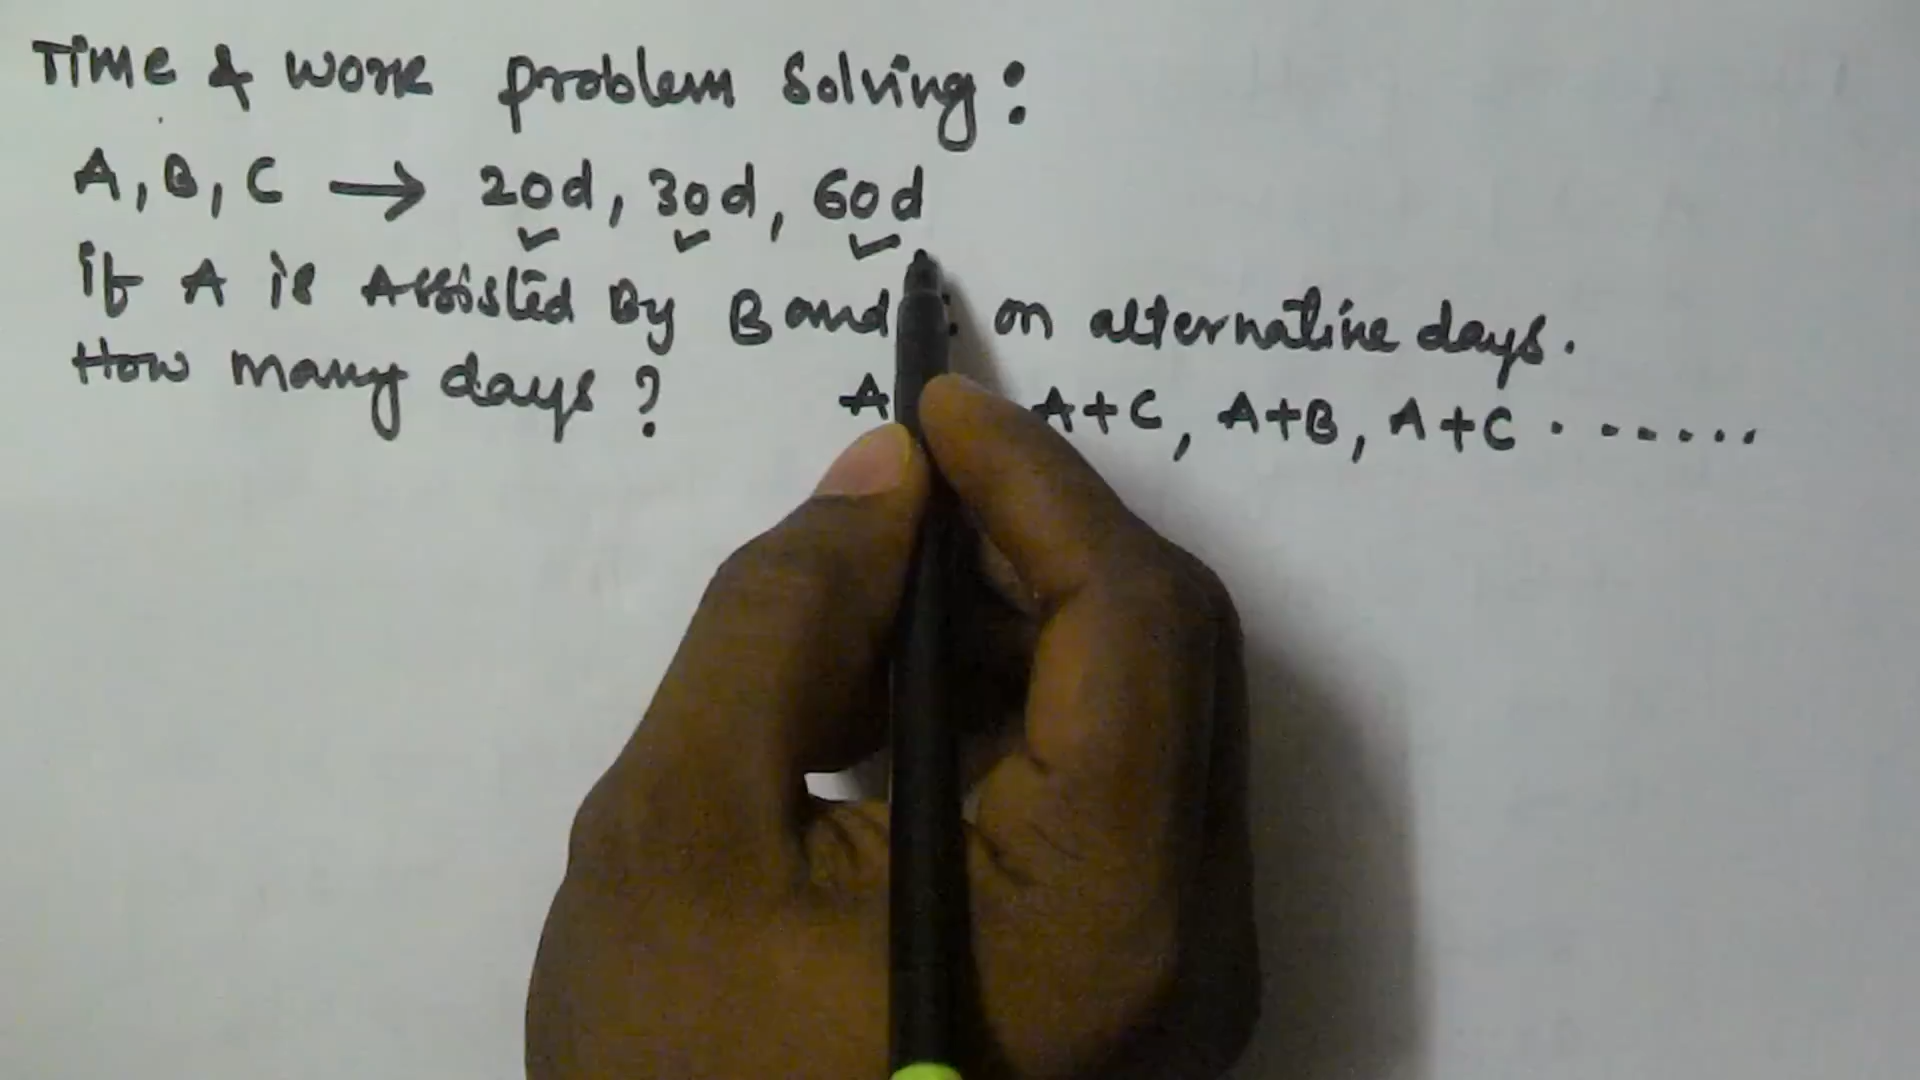 Time & work problem solving:
A, B, C → 20d, 30d, 60d
if A is Assisted By B and on alternative days.
How many days?
A A+C, A+B, A+C .......